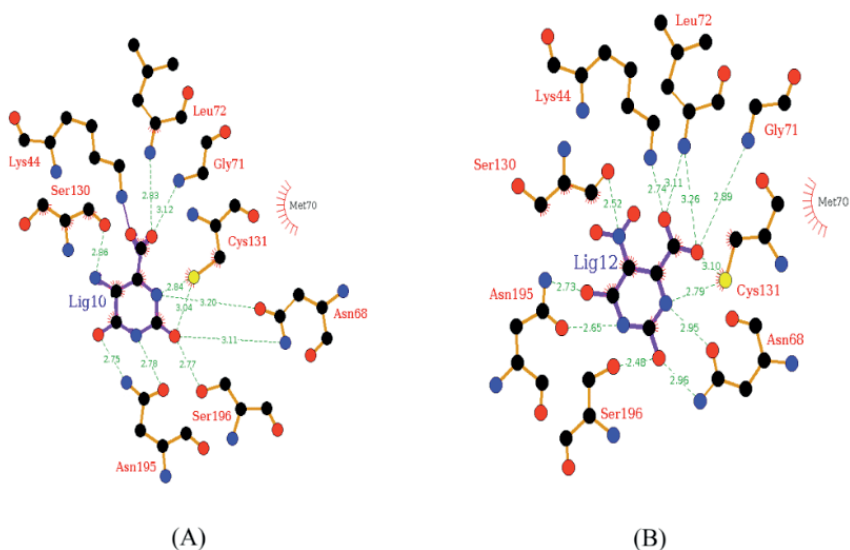 Leu72
Lys44
Gly71
Ser130
2.83
3.12
Met70
Cys131
2.86
Lig10
2.84
3.20
3.04
Asn68
3.11
2.75
2.78
2.77
Ser196
Asn195
(A)
Leu72
Lys44
Gly71
Ser130
2.74
3.11
3.26
2.89
2.52
Met70
Lig12
3.10
Cys131
2.79
Asn195
2.73
2.65
2.95
Asn68
2.48
2.96
Ser196
(B)